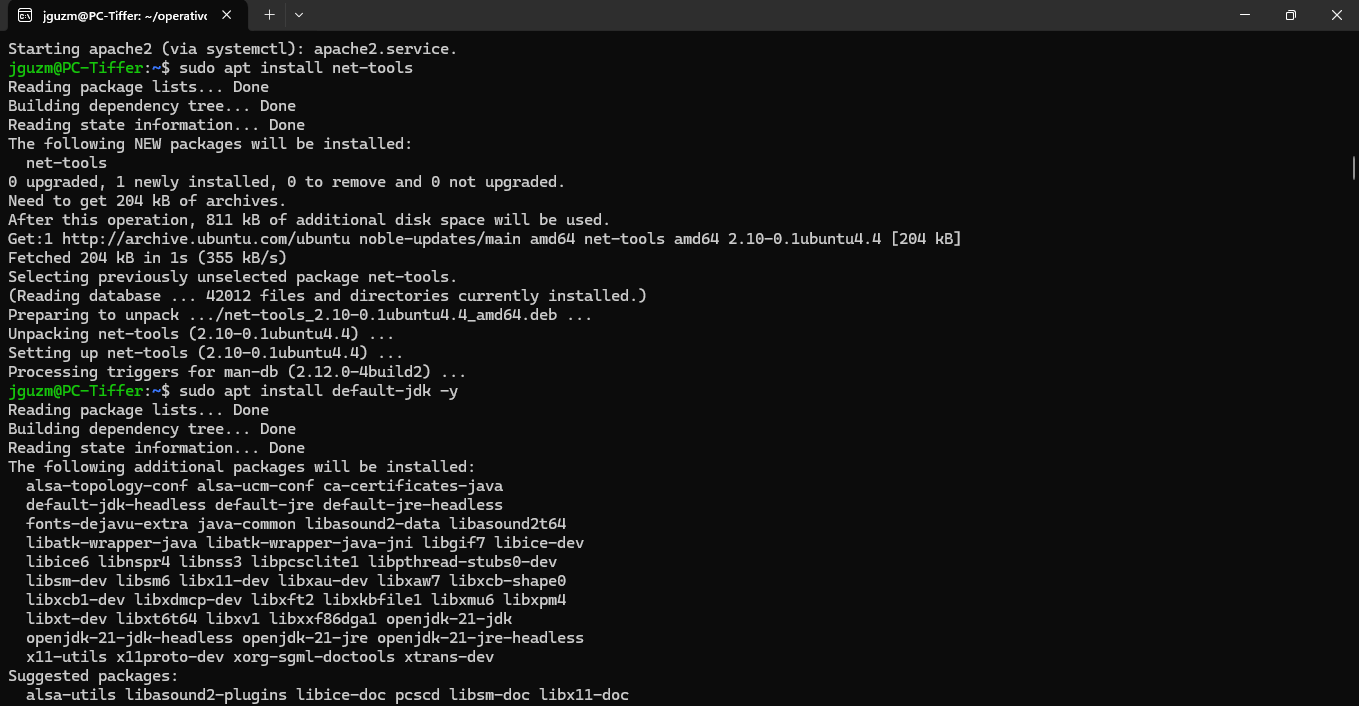 jguzm@PC-Tiffer: ~/operativo
Starting apache2 (via systemctl): apache2.service.
jguzm@PC-Tiffer:~$ sudo apt install net-tools
Reading package lists... Done
Building dependency tree... Done
Reading state information... Done
The following NEW packages will be installed:
  net-tools
0 upgraded, 1 newly installed, 0 to remove and 0 not upgraded.
Need to get 204 kB of archives.
After this operation, 811 kB of additional disk space will be used.
Get:1 http://archive.ubuntu.com/ubuntu noble-updates/main amd64 net-tools amd64 2.10-0.1ubuntu4.4 [204 kB]
Fetched 204 kB in 1s (355 kB/s)
Selecting previously unselected package net-tools.
(Reading database ... 42012 files and directories currently installed.)
Preparing to unpack .../net-tools_2.10-0.1ubuntu4.4_amd64.deb ...
Unpacking net-tools (2.10-0.1ubuntu4.4) ...
Setting up net-tools (2.10-0.1ubuntu4.4) ...
Processing triggers for man-db (2.12.0-4build2) ...
jguzm@PC-Tiffer:~$ sudo apt install default-jdk -y
Reading package lists... Done
Building dependency tree... Done
Reading state information... Done
The following additional packages will be installed:
  alsa-topology-conf alsa-ucm-conf ca-certificates-java
  default-jdk-headless default-jre default-jre-headless
  fonts-dejavu-extra java-common libasound2-data libasound2t64
  libatk-wrapper-java libatk-wrapper-java-jni libgif7 libice-dev
  libice6 libnspr4 libnss3 libpcsclite1 libpthread-stubs0-dev
  libsm-dev libsm6 libx11-dev libxau-dev libxaw7 libxcb-shape0
  libxcb1-dev libxdmcp-dev libxft2 libxkbfile1 libxmu6 libxpm4
  libxt-dev libxt6t64 libxv1 libxxf86dga1 openjdk-21-jdk
  openjdk-21-jdk-headless openjdk-21-jre openjdk-21-jre-headless
  x11-utils x11proto-dev xorg-sgml-doctools xtrans-dev
Suggested packages:
  alsa-utils libasound2-plugins libice-doc pcscd libsm-doc libx11-doc